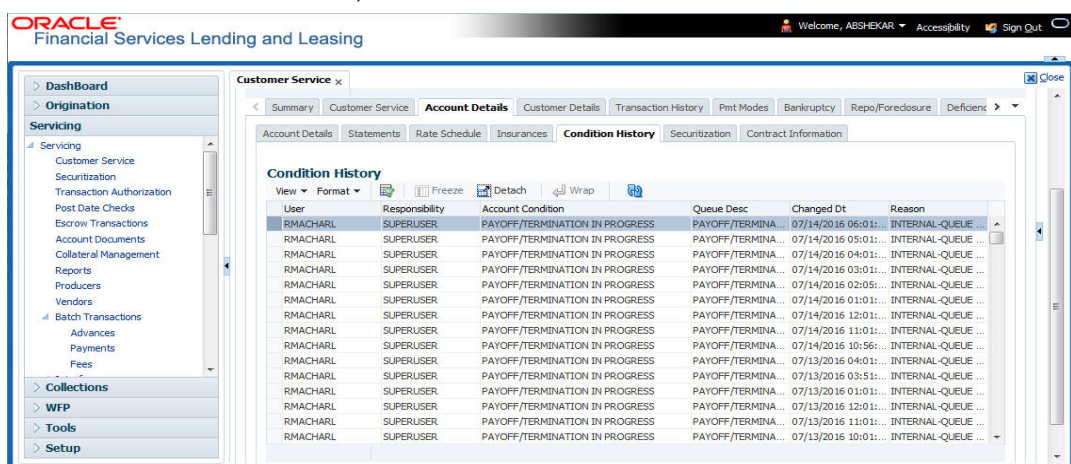 ORACLE
Financial Services Lending and Leasing
Welcome, ABSHEKAR Accessibility Sign Out
Close
DashBoard
Origination
Servicing
Servicing
Customer Service
Securitization
Transaction Authorization
Post Date Checks
Escrow Transactions
Account Documents
Collateral Management
Reports
Producers
Vendors
Batch Transactions
Advances
Payments
Fees
Collections
WFP
Tools
Setup
Customer Service x
Summary Customer Service Account Details Customer Details Transaction History Pmt Modes Bankruptcy Repo/Foreclosure Deficienc
Account Details Statements Rate Schedule Insurances Condition History Securitization Contract Information
Condition History
View Format Freeze Detach Wrap
User Responsibility Account Condition Queue Desc Changed Dt Reason
RMACHARL SUPERUSER PAYOFF/TERMINATION IN PROGRESS PAYOFF/TERMINA... 07/14/2016 06:01:... INTERNAL-QUEUE ...
RMACHARL SUPERUSER PAYOFF/TERMINATION IN PROGRESS PAYOFF/TERMINA... 07/14/2016 05:01:... INTERNAL-QUEUE ...
RMACHARL SUPERUSER PAYOFF/TERMINATION IN PROGRESS PAYOFF/TERMINA... 07/14/2016 04:01:... INTERNAL-QUEUE ...
RMACHARL SUPERUSER PAYOFF/TERMINATION IN PROGRESS PAYOFF/TERMINA... 07/14/2016 03:01:... INTERNAL-QUEUE ...
RMACHARL SUPERUSER PAYOFF/TERMINATION IN PROGRESS PAYOFF/TERMINA... 07/14/2016 02:05:... INTERNAL-QUEUE ...
RMACHARL SUPERUSER PAYOFF/TERMINATION IN PROGRESS PAYOFF/TERMINA... 07/14/2016 01:01:... INTERNAL-QUEUE ...
RMACHARL SUPERUSER PAYOFF/TERMINATION IN PROGRESS PAYOFF/TERMINA... 07/14/2016 12:01:... INTERNAL-QUEUE ...
RMACHARL SUPERUSER PAYOFF/TERMINATION IN PROGRESS PAYOFF/TERMINA... 07/14/2016 11:01:... INTERNAL-QUEUE ...
RMACHARL SUPERUSER PAYOFF/TERMINATION IN PROGRESS PAYOFF/TERMINA... 07/14/2016 10:56:... INTERNAL-QUEUE ...
RMACHARL SUPERUSER PAYOFF/TERMINATION IN PROGRESS PAYOFF/TERMINA... 07/13/2016 04:01:... INTERNAL-QUEUE ...
RMACHARL SUPERUSER PAYOFF/TERMINATION IN PROGRESS PAYOFF/TERMINA... 07/13/2016 03:51:... INTERNAL-QUEUE ...
RMACHARL SUPERUSER PAYOFF/TERMINATION IN PROGRESS PAYOFF/TERMINA... 07/13/2016 01:01:... INTERNAL-QUEUE ...
RMACHARL SUPERUSER PAYOFF/TERMINATION IN PROGRESS PAYOFF/TERMINA... 07/13/2016 12:01:... INTERNAL-QUEUE ...
RMACHARL SUPERUSER PAYOFF/TERMINATION IN PROGRESS PAYOFF/TERMINA... 07/13/2016 11:01:... INTERNAL-QUEUE ...
RMACHARL SUPERUSER PAYOFF/TERMINATION IN PROGRESS PAYOFF/TERMINA... 07/13/2016 10:01:... INTERNAL-QUEUE ...